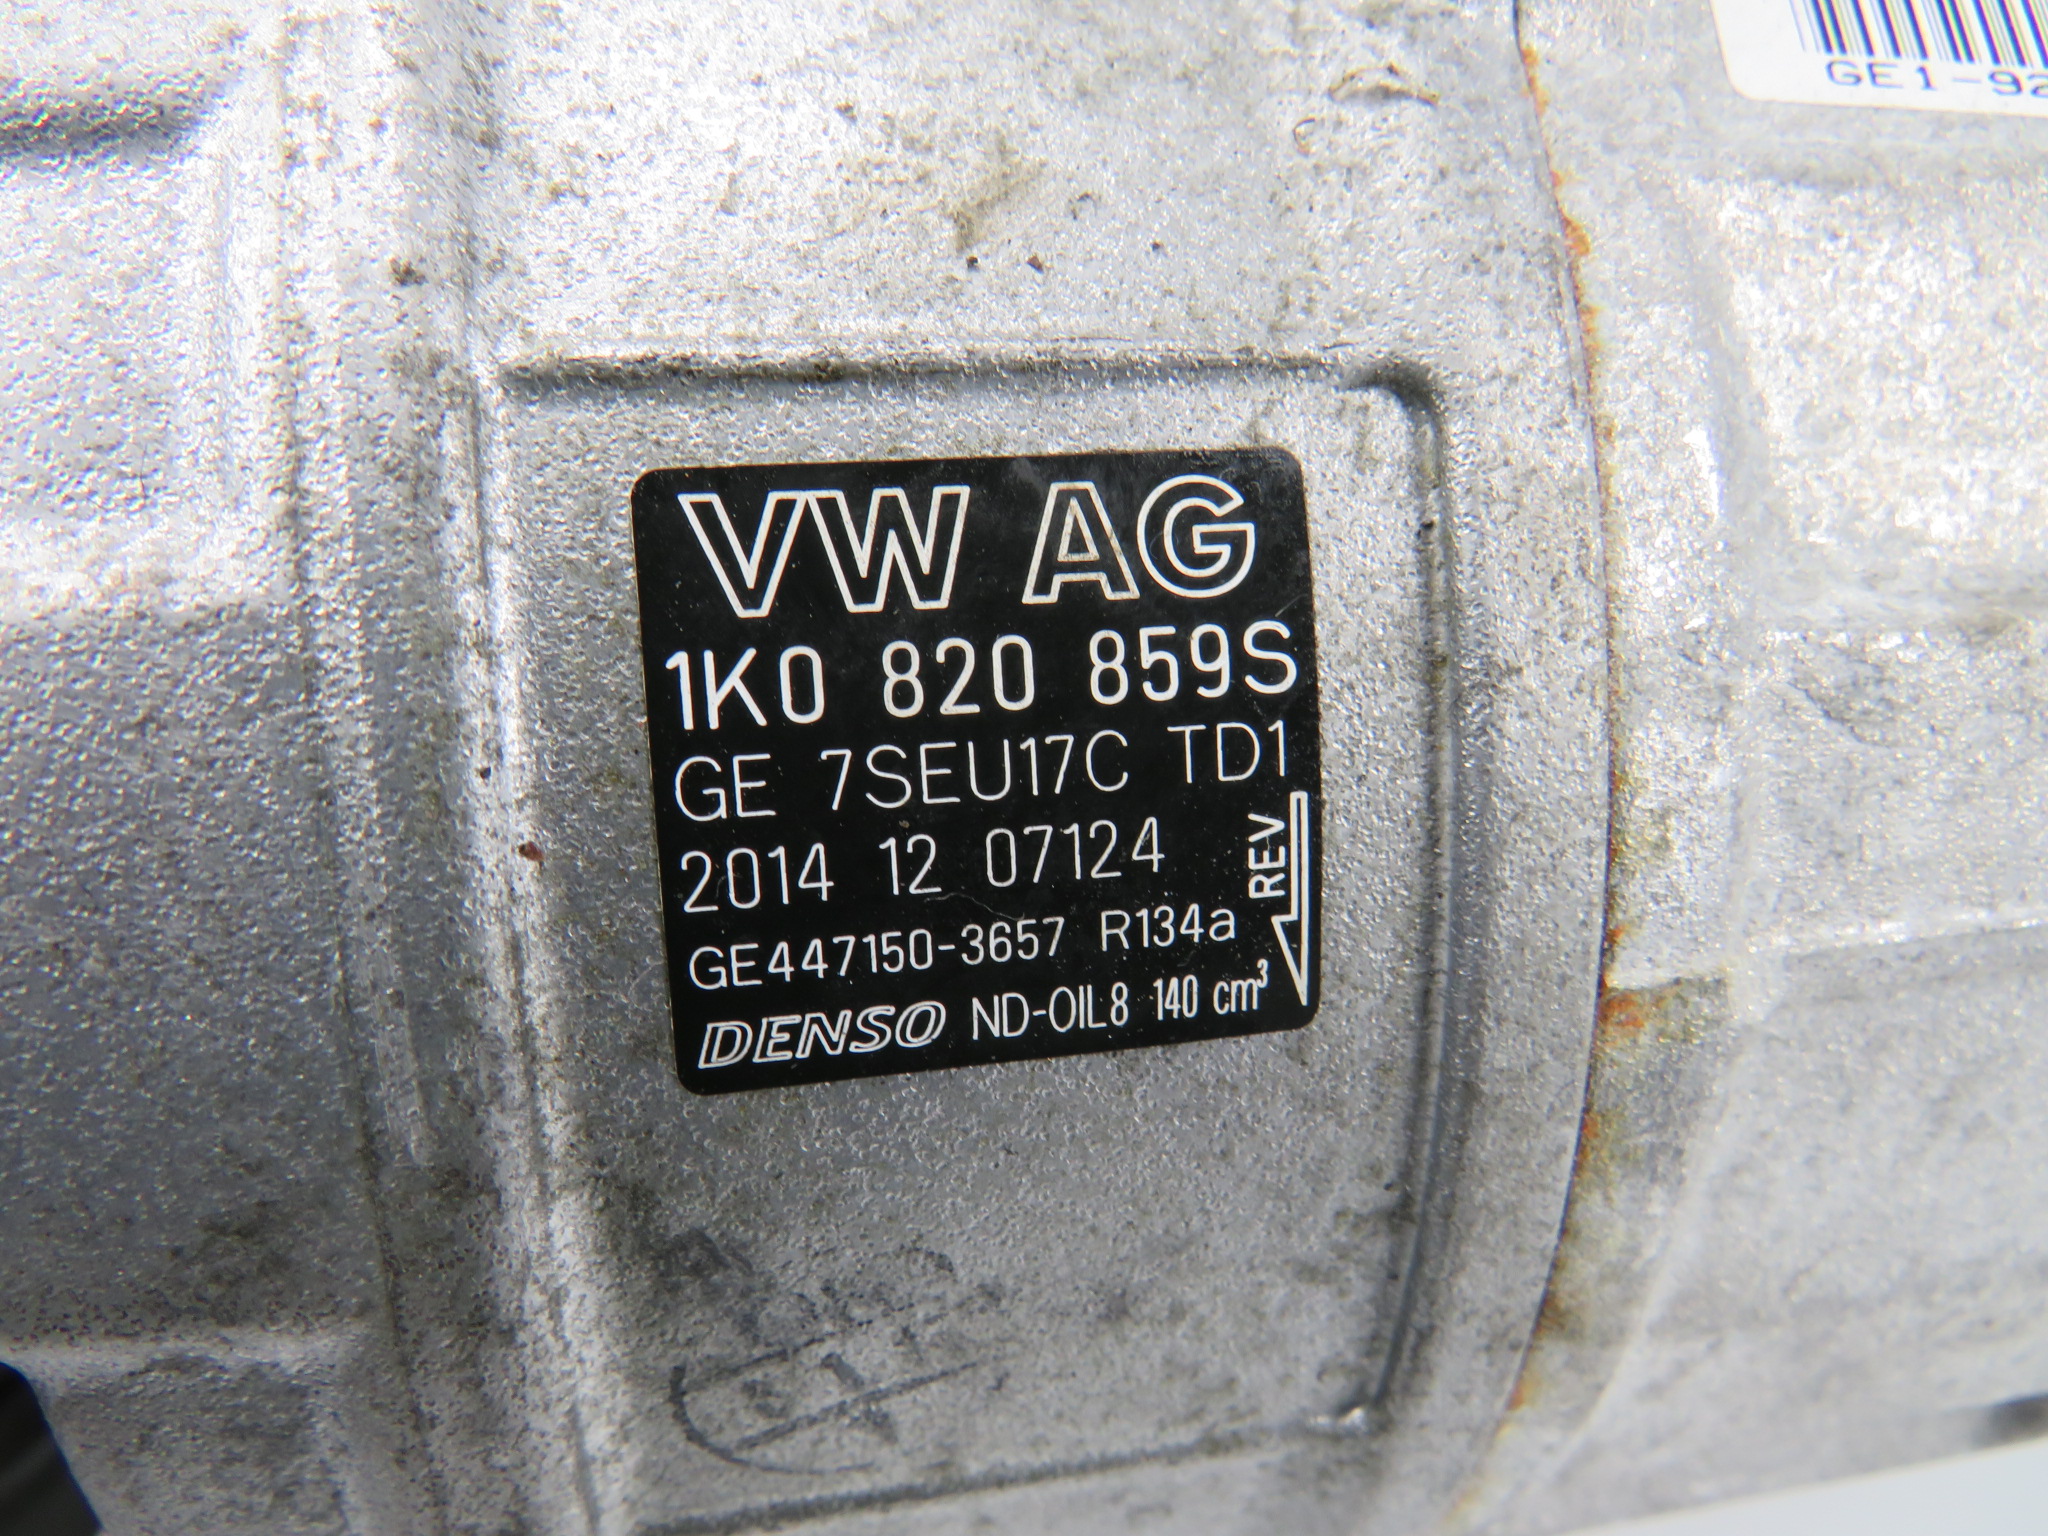 GE1-92
VW AG
1K0 820 859S
GE 7SEU17C TD1
2014 12 07124
REV
GE447150-3657 R134a
DENSO ND-OIL8 140 cm³